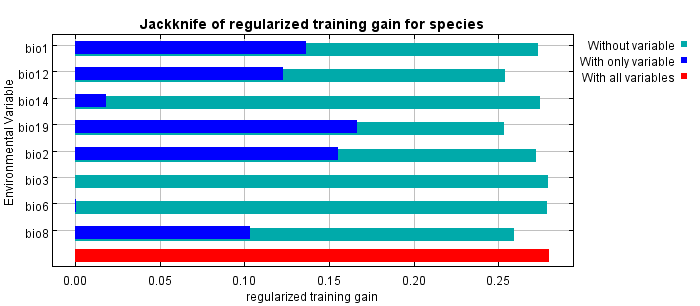 Jackknife of regularized training gain for species
Environmental Variable
bio1
bio12
bio14
bio19
bio2
bio3
bio6
bio8
0.00 0.05 0.10 0.15 0.20 0.25
regularized training gain
Without variable
With only variable
With all variables